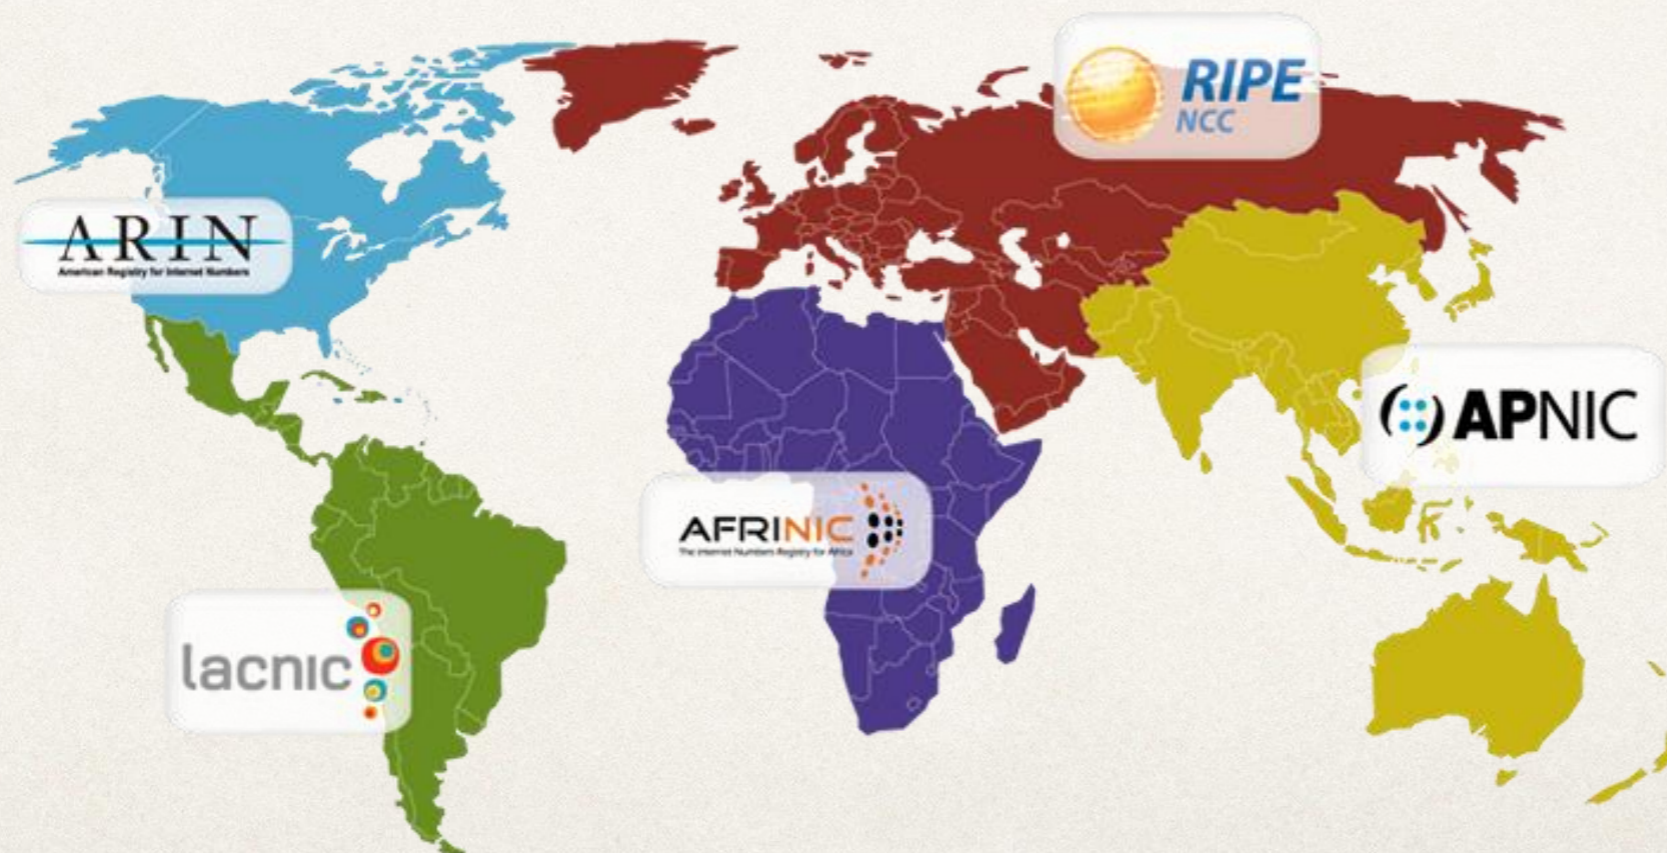 RIPE
NCC
ARIN
American Registry for Internet Numbers
APNIC
AFRINIC
The Internet Numbers Registry for Africa
lacnic